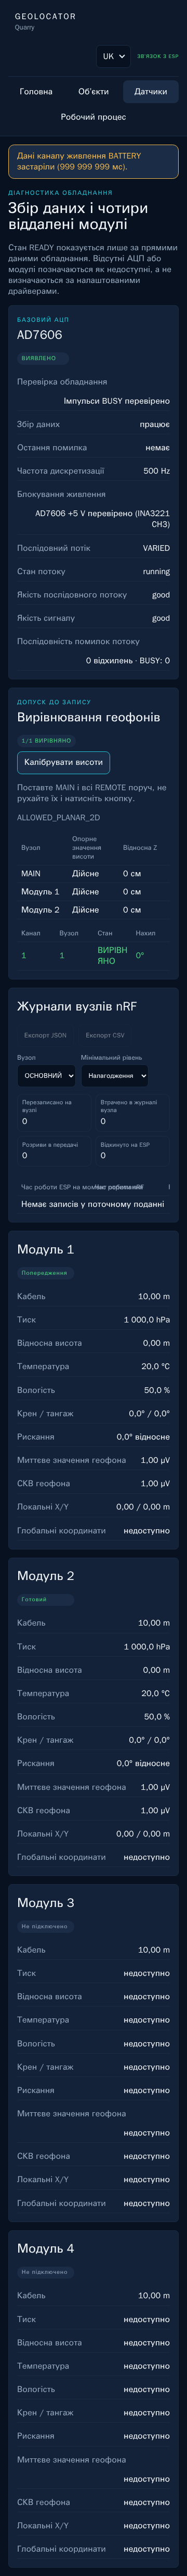 GEOLOCATOR
Quarry
UK
ЗВ'ЯЗОК З ESP
Головна
Об'єкти
Датчики
Робочий процес
Дані каналу живлення BATTERY
застаріли (999 999 999 мс).
ДІАГНОСТИКА ОБЛАДНАННЯ
Збір даних і чотири
віддалені модулі
Стан READY показується лише за прямими
даними обладнання. Відсутні АЦП або
модулі позначаються як недоступні, а не
визначаються за налаштованими
драйверами.
БАЗОВИЙ АЦП
AD7606
ВИЯВЛЕНО
Перевірка обладнання
Імпульси BUSY перевірено
Збір даних
працює
Остання помилка
немає
Частота дискретизації
500 Hz
Блокування живлення
AD7606 +5 V перевірено (INA3221
CH3)
Послідовний потік
VARIED
Стан потоку
running
Якість послідовного потоку
good
Якість сигналу
good
Послідовність помилок потоку
0 відхилень · BUSY: 0
ДОПУСК ДО ЗАПИСУ
Вирівнювання геофонів
1/1 ВИРІВНЯНО
Калібрувати висоти
Поставте MAIN і всі REMOTE поруч, не
рухайте їх і натисніть кнопку.
ALLOWED_PLANAR_2D
Вузол
Опорне
значення
висоти
Відносна Z
MAIN
Дійсне
0 см
Модуль 1
Дійсне
0 см
Модуль 2
Дійсне
0 см
Канал
Вузол
Стан
Нахил
1
1
ВИРІВН
ЯНО
0°
Журнали вузлів nRF
Експорт JSON
Експорт CSV
Вузол
Мінімальний рівень
ОСНОВНИЙ
Налагодження
Перезаписано на
вузлі
0
Втрачено в журналі
вузла
0
Розриви в передачі
0
Відкинуто на ESP
0
Час роботи ESP на момент
Немає записів у поточному поданні
Модуль 1
Попередження
Кабель
10,00 m
Тиск
1 000,0 hPa
Відносна висота
0,00 m
Температура
20,0 °C
Вологість
50,0 %
Крен / тангаж
0,0° / 0,0°
Рискання
0,0° відносне
Миттєве значення геофона
1,00 µV
СКВ геофона
1,00 µV
Локальні X/Y
0,00 / 0,00 m
Глобальні координати
недоступно
Модуль 2
Готовий
Кабель
10,00 m
Тиск
1 000,0 hPa
Відносна висота
0,00 m
Температура
20,0 °C
Вологість
50,0 %
Крен / тангаж
0,0° / 0,0°
Рискання
0,0° відносне
Миттєве значення геофона
1,00 µV
СКВ геофона
1,00 µV
Локальні X/Y
0,00 / 0,00 m
Глобальні координати
недоступно
Модуль 3
Не підключено
Кабель
10,00 m
Тиск
недоступно
Відносна висота
недоступно
Температура
недоступно
Вологість
недоступно
Крен / тангаж
недоступно
Рискання
недоступно
Миттєве значення геофона
недоступно
СКВ геофона
недоступно
Локальні X/Y
недоступно
Глобальні координати
недоступно
Модуль 4
Не підключено
Кабель
10,00 m
Тиск
недоступно
Відносна висота
недоступно
Температура
недоступно
Вологість
недоступно
Крен / тангаж
недоступно
Рискання
недоступно
Миттєве значення геофона
недоступно
СКВ геофона
недоступно
Локальні X/Y
недоступно
Глобальні координати
недоступно